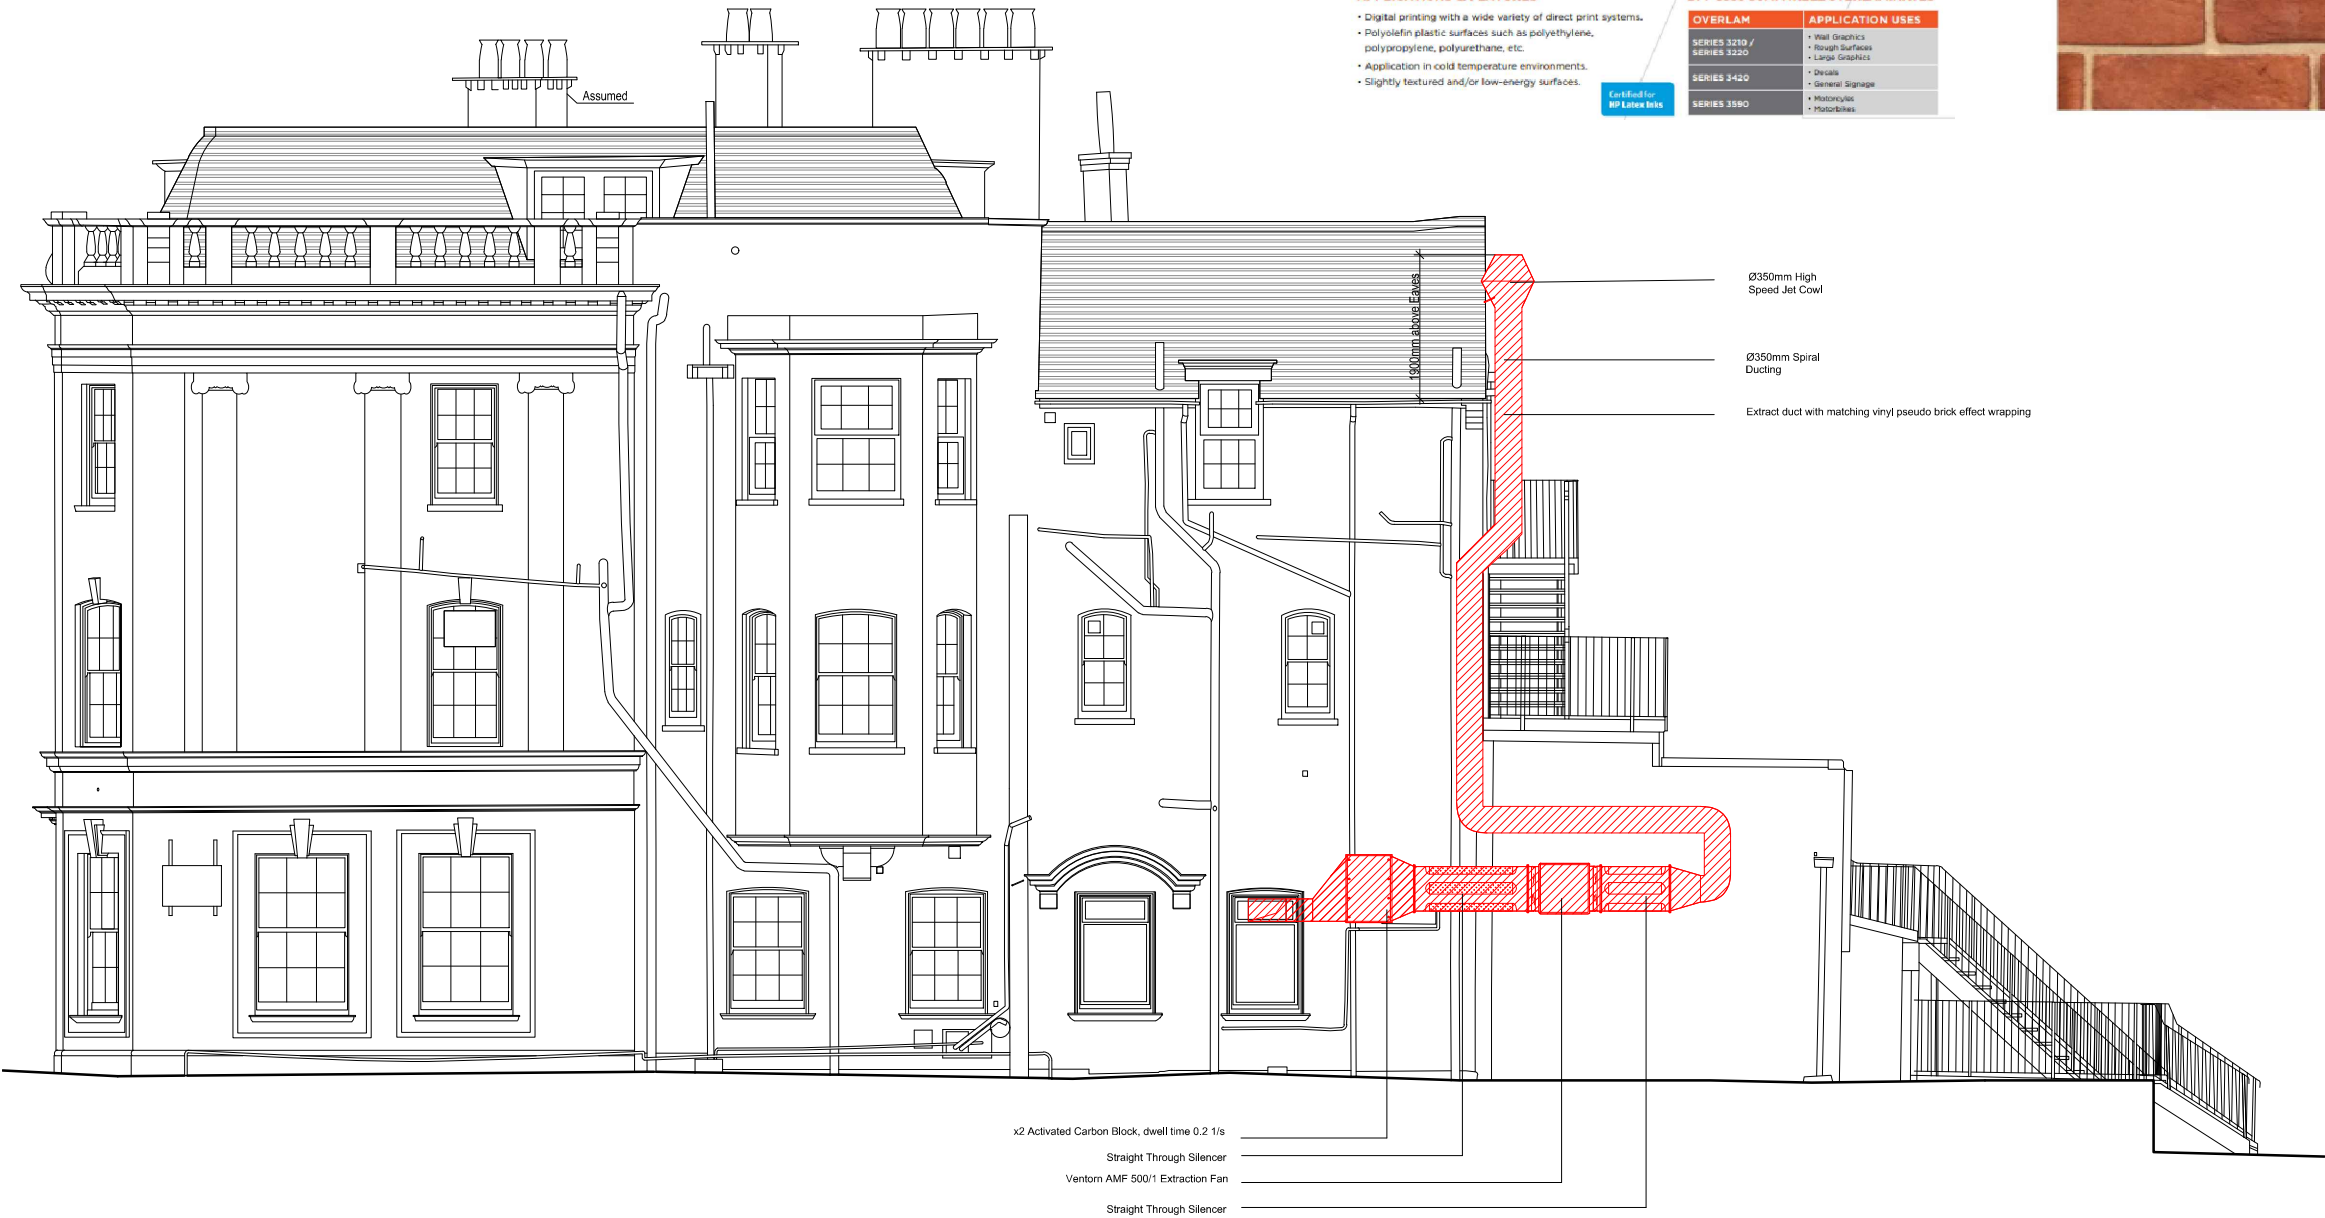 • Digital printing with a wide variety of direct print systems.
• Polyolefin plastic surfaces such as polyethylene,
polypropylene, polyurethane, etc.
• Application in cold temperature environments.
• Slightly textured and/or low-energy surfaces.
Certified for
HP Latex Inks
OVERLAM APPLICATION USES
SERIES 3210 /
SERIES 3220
• Wall Graphics
• Rough Surfaces
• Large Graphics
SERIES 3420
• Decals
• General Signage
SERIES 3590
• Motorcyles
• Motorbikes
Assumed
1900mm above Eaves
Ø350mm High
Speed Jet Cowl
Ø350mm Spiral
Ducting
Extract duct with matching vinyl pseudo brick effect wrapping
x2 Activated Carbon Block, dwell time 0.2 1/s
Straight Through Silencer
Ventorn AMF 500/1 Extraction Fan
Straight Through Silencer